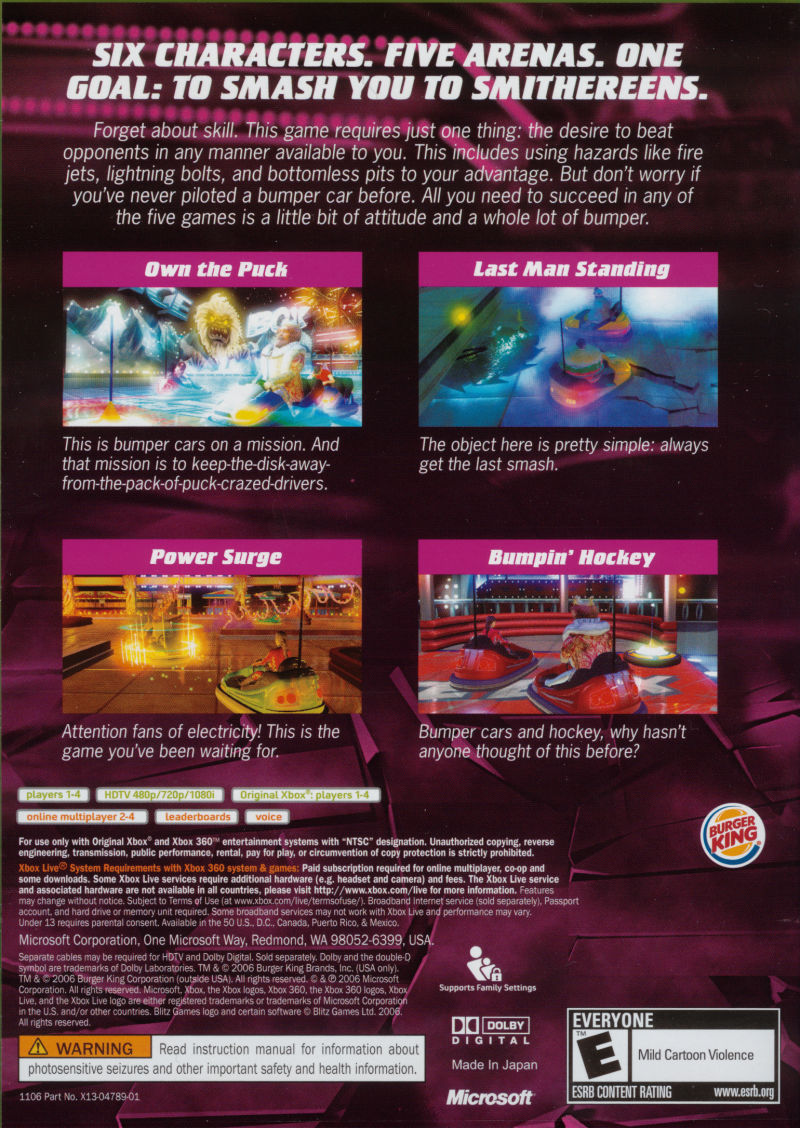 SIX CHARACTERS. FIVE ARENAS. ONE
GOAL: TO SMASH YOU TO SMITHEREENS.
Forget about skill. This game requires just one thing: the desire to beat
opponents in any manner available to you. This includes using hazards like fire
jets, lightning bolts, and bottomless pits to your advantage. But don't worry if
you've never piloted a bumper car before. All you need to succeed in any of
the five games is a little bit of attitude and a whole lot of bumper.
Own the Puck
This is bumper cars on a mission. And
that mission is to keep-the-disk-away-
from-the-pack-of-puck-crazed-drivers.
Last Man Standing
The object here is pretty simple: always
get the last smash.
Power Surge
Attention fans of electricity! This is the
game you've been waiting for.
Bumpin' Hockey
Bumper cars and hockey, why hasn't
anyone thought of this before?
players 1-4 HDTV 480p/720p/1080i Original Xbox®: players 1-4
online multiplayer 2-4 leaderboards voice
BURGER
KING®
For use only with Original Xbox® and Xbox 360™ entertainment systems with "NTSC" designation. Unauthorized copying, reverse
engineering, transmission, public performance, rental, pay for play, or circumvention of copy protection is strictly prohibited.
Xbox Live® System Requirements with Xbox 360 system & games: Paid subscription required for online multiplayer, co-op and
some downloads. Some Xbox Live services require additional hardware (e.g. headset and camera) and fees. The Xbox Live service
and associated hardware are not available in all countries, please visit http://www.xbox.com/live for more information. Features
may change without notice. Subject to Terms of Use (at www.xbox.com/live/termsofuse/). Broadband Internet service (sold separately), Passport
account, and hard drive or memory unit required. Some broadband services may not work with Xbox Live and performance may vary.
Under 13 requires parental consent. Available in the 50 U.S., D.C., Canada, Puerto Rico, & Mexico.
Microsoft Corporation, One Microsoft Way, Redmond, WA 98052-6399, USA.
Separate cables may be required for HDTV and Dolby Digital. Sold separately. Dolby and the double-D
symbol are trademarks of Dolby Laboratories. TM & © 2006 Burger King Brands, Inc. (USA only).
TM & © 2006 Burger King Corporation (outside USA). All rights reserved. © & ℗ 2006 Microsoft
Corporation. All rights reserved. Microsoft, Xbox, the Xbox logos, Xbox 360, the Xbox 360 logos, Xbox
Live, and the Xbox Live logo are either registered trademarks or trademarks of Microsoft Corporation
in the U.S. and/or other countries. Blitz Games logo and certain software © Blitz Games Ltd. 2006.
All rights reserved.
Supports Family Settings
WARNING Read instruction manual for information about
photosensitive seizures and other important safety and health information.
1106 Part No. X13-04789-01
DOLBY
DIGITAL
Made In Japan
Microsoft®
EVERYONE
E™
Mild Cartoon Violence
ESRB CONTENT RATING www.esrb.org